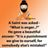 A saint was asked
" What is anger...?"
He gave a beautiful
answer: "It is a punishment
we give to ourself, for
somebody else's mistake"